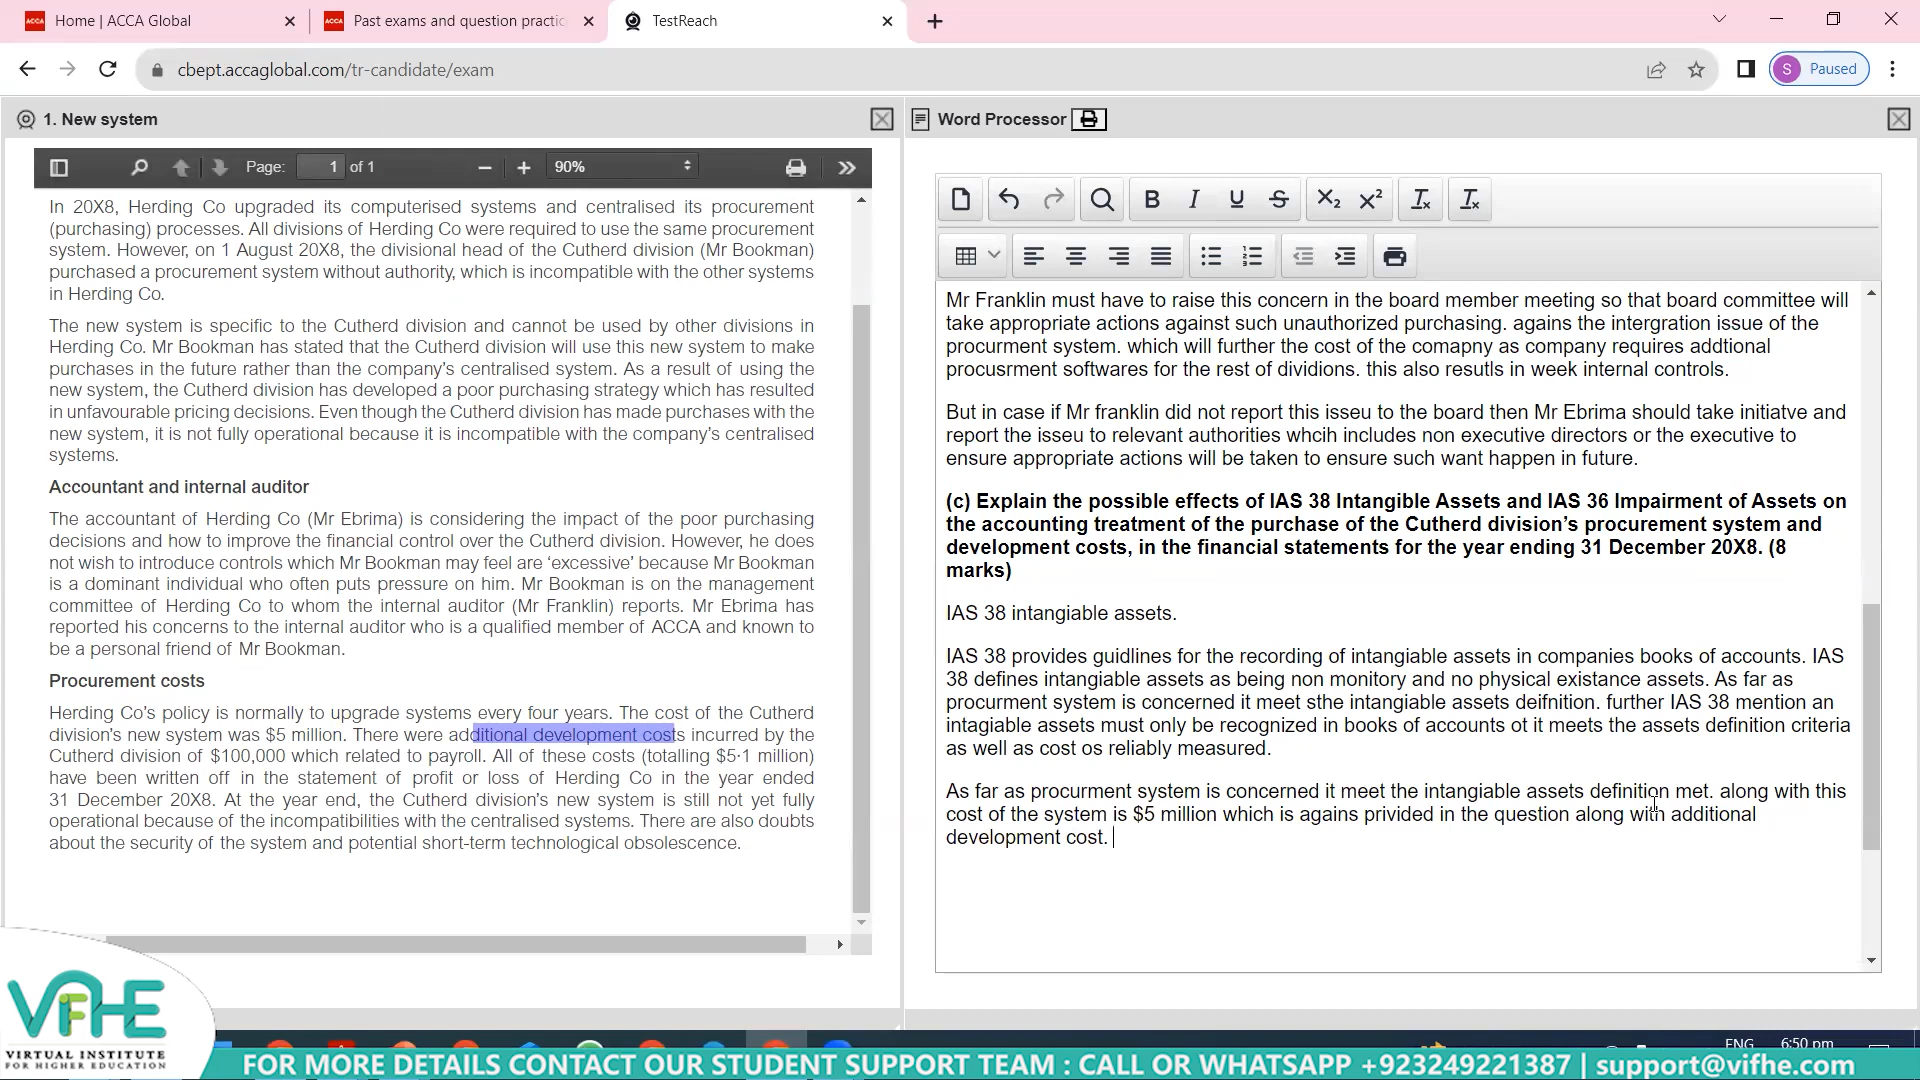 Home | ACCA Global
Past exams and question practic
TestReach
cbept.accaglobal.com/tr-candidate/exam
S Paused
1. New system
Word Processor
Page: 1 of 1
90%
In 20X8, Herding Co upgraded its computerised systems and centralised its procurement
(purchasing) processes. All divisions of Herding Co were required to use the same procurement
system. However, on 1 August 20X8, the divisional head of the Cutherd division (Mr Bookman)
purchased a procurement system without authority, which is incompatible with the other systems
in Herding Co.
The new system is specific to the Cutherd division and cannot be used by other divisions in
Herding Co. Mr Bookman has stated that the Cutherd division will use this new system to make
purchases in the future rather than the company's centralised system. As a result of using the
new system, the Cutherd division has developed a poor purchasing strategy which has resulted
in unfavourable pricing decisions. Even though the Cutherd division has made purchases with the
new system, it is not fully operational because it is incompatible with the company's centralised
systems.
Accountant and internal auditor
The accountant of Herding Co (Mr Ebrima) is considering the impact of the poor purchasing
decisions and how to improve the financial control over the Cutherd division. However, he does
not wish to introduce controls which Mr Bookman may feel are 'excessive' because Mr Bookman
is a dominant individual who often puts pressure on him. Mr Bookman is on the management
committee of Herding Co to whom the internal auditor (Mr Franklin) reports. Mr Ebrima has
reported his concerns to the internal auditor who is a qualified member of ACCA and known to
be a personal friend of Mr Bookman.
Procurement costs
Herding Co's policy is normally to upgrade systems every four years. The cost of the Cutherd
division's new system was $5 million. There were additional development costs incurred by the
Cutherd division of $100,000 which related to payroll. All of these costs (totalling $5·1 million)
have been written off in the statement of profit or loss of Herding Co in the year ended
31 December 20X8. At the year end, the Cutherd division's new system is still not yet fully
operational because of the incompatibilities with the centralised systems. There are also doubts
about the security of the system and potential short-term technological obsolescence.
Mr Franklin must have to raise this concern in the board member meeting so that board committee will
take appropriate actions against such unauthorized purchasing. agains the intergration issue of the
procurment system. which will further the cost of the comapny as company requires addtional
procusrment softwares for the rest of dividions. this also resutls in week internal controls.
But in case if Mr franklin did not report this isseu to the board then Mr Ebrima should take initiatve and
report the isseu to relevant authorities whcih includes non executive directors or the executive to
ensure appropriate actions will be taken to ensure such want happen in future.
(c) Explain the possible effects of IAS 38 Intangible Assets and IAS 36 Impairment of Assets on
the accounting treatment of the purchase of the Cutherd division's procurement system and
development costs, in the financial statements for the year ending 31 December 20X8. (8
marks)
IAS 38 intangiable assets.
IAS 38 provides guidlines for the recording of intangiable assets in companies books of accounts. IAS
38 defines intangiable assets as being non monitory and no physical existance assets. As far as
procurment system is concerned it meet sthe intangiable assets deifnition. further IAS 38 mention an
intagiable assets must only be recognized in books of accounts ot it meets the assets definition criteria
as well as cost os reliably measured.
As far as procurment system is concerned it meet the intangiable assets definition met. along with this
cost of the system is $5 million which is agains privided in the question along with additional
development cost.
VIFHE
VIRTUAL INSTITUTE
FOR HIGHER EDUCATION
ENG
6:50 pm
FOR MORE DETAILS CONTACT OUR STUDENT SUPPORT TEAM : CALL OR WHATSAPP +923249221387 | support@vifhe.com